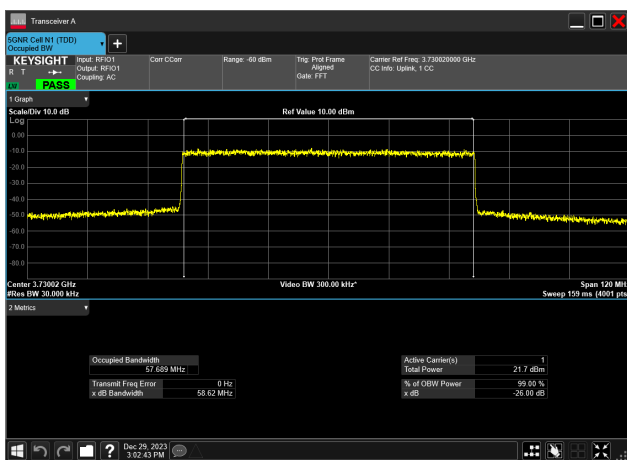 Transceiver A
5GNR Cell N1 (TDD)
Occupied BW
KEYSIGHT Input: RFIO1 Corr CCorr Range: -60 dBm Trig: Prot Frame Carrier Ref Freq: 3.730020000 GHz
R T Output: RFIO1 Aligned CC Info: Uplink, 1 CC
Coupling: AC Gate: FFT
PASS
1 Graph
Scale/Div 10.0 dB Ref Value 10.00 dBm
Log
0.00
-10.0
-20.0
-30.0
-40.0
-50.0
-60.0
-70.0
-80.0
Center 3.73002 GHz Video BW 300.00 kHz* Span 120 MH
#Res BW 30.000 kHz Sweep 159 ms (4001 pts
2 Metrics
Occupied Bandwidth Active Carrier(s) 1
57.689 MHz Total Power 21.7 dBm
Transmit Freq Error 0 Hz % of OBW Power 99.00 %
x dB Bandwidth 58.62 MHz x dB -26.00 dB
Dec 29, 2023
3:02:43 PM